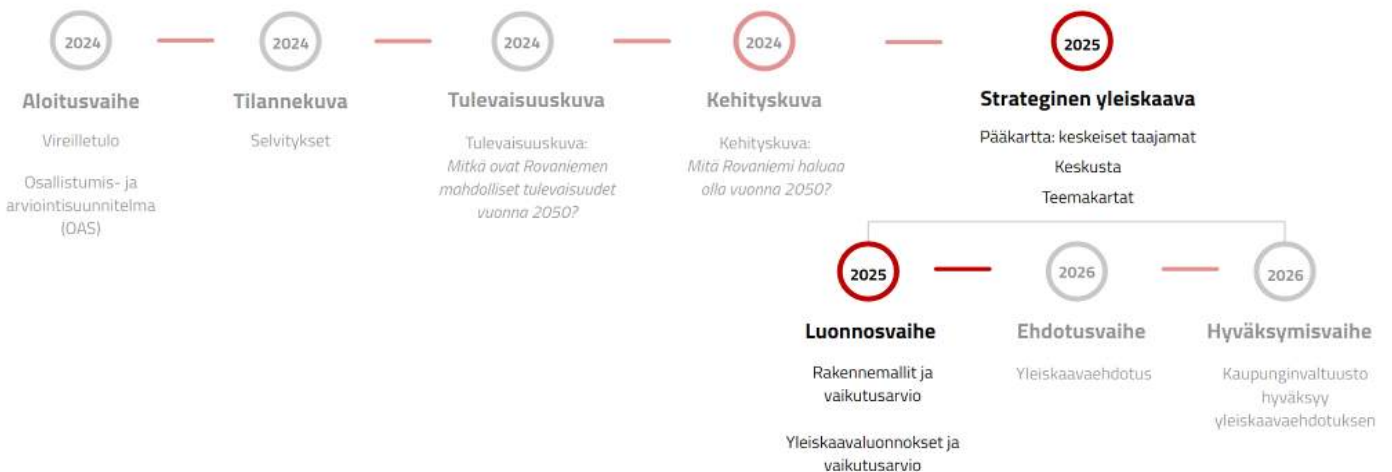 2024
Aloitusvaihe
Vireilletulo
Osallistumis- ja
arviointisuunnitelma
(OAS)
2024
Tilannekuva
Selvitykset
2024
Tulevaisuuskuva
Tulevaisuuskuva:
Mitkä ovat Rovaniemen
mahdolliset tulevaisuudet
vuonna 2050?
2024
Kehityskuva
Kehityskuva:
Mitä Rovaniemi haluaa
olla vuonna 2050?
2025
Strateginen yleiskaava
Pääkartta: keskeiset taajamat
Keskusta
Teemakartat
2025
Luonnosvaihe
Rakennemallit ja
vaikutusarvio
Yleiskaavaluonnokset ja
vaikutusarvio
2026
Ehdotusvaihe
Yleiskaavaehdotus
2026
Hyväksymisvaihe
Kaupunginvaltuusto
hyväksyy
yleiskaavaehdotuksen